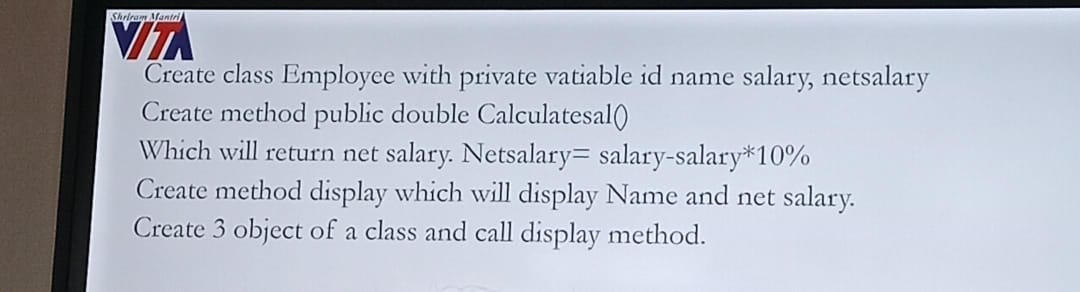 Shriram Mantri
VITA
Create class Employee with private vatiable id name salary, netsalary
Create method public double Calculatesal()
Which will return net salary. Netsalary= salary-salary*10%
Create method display which will display Name and net salary.
Create 3 object of a class and call display method.